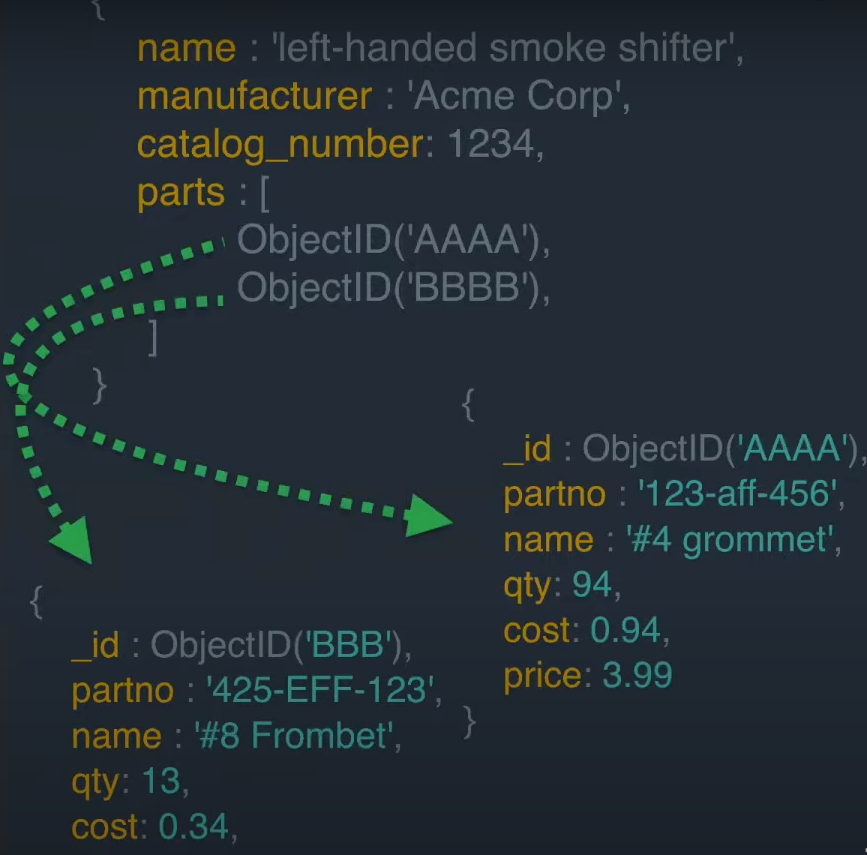 {
name : 'left-handed smoke shifter',
manufacturer : 'Acme Corp',
catalog_number: 1234,
parts : [
ObjectID('AAAA'),
ObjectID('BBBB'),
]
}
{
_id : ObjectID('AAAA'),
partno : '123-aff-456',
name : '#4 grommet',
qty: 94,
cost: 0.94,
price: 3.99
}
{
_id : ObjectID('BBB'),
partno : '425-EFF-123',
name : '#8 Frombet',
qty: 13,
cost: 0.34,